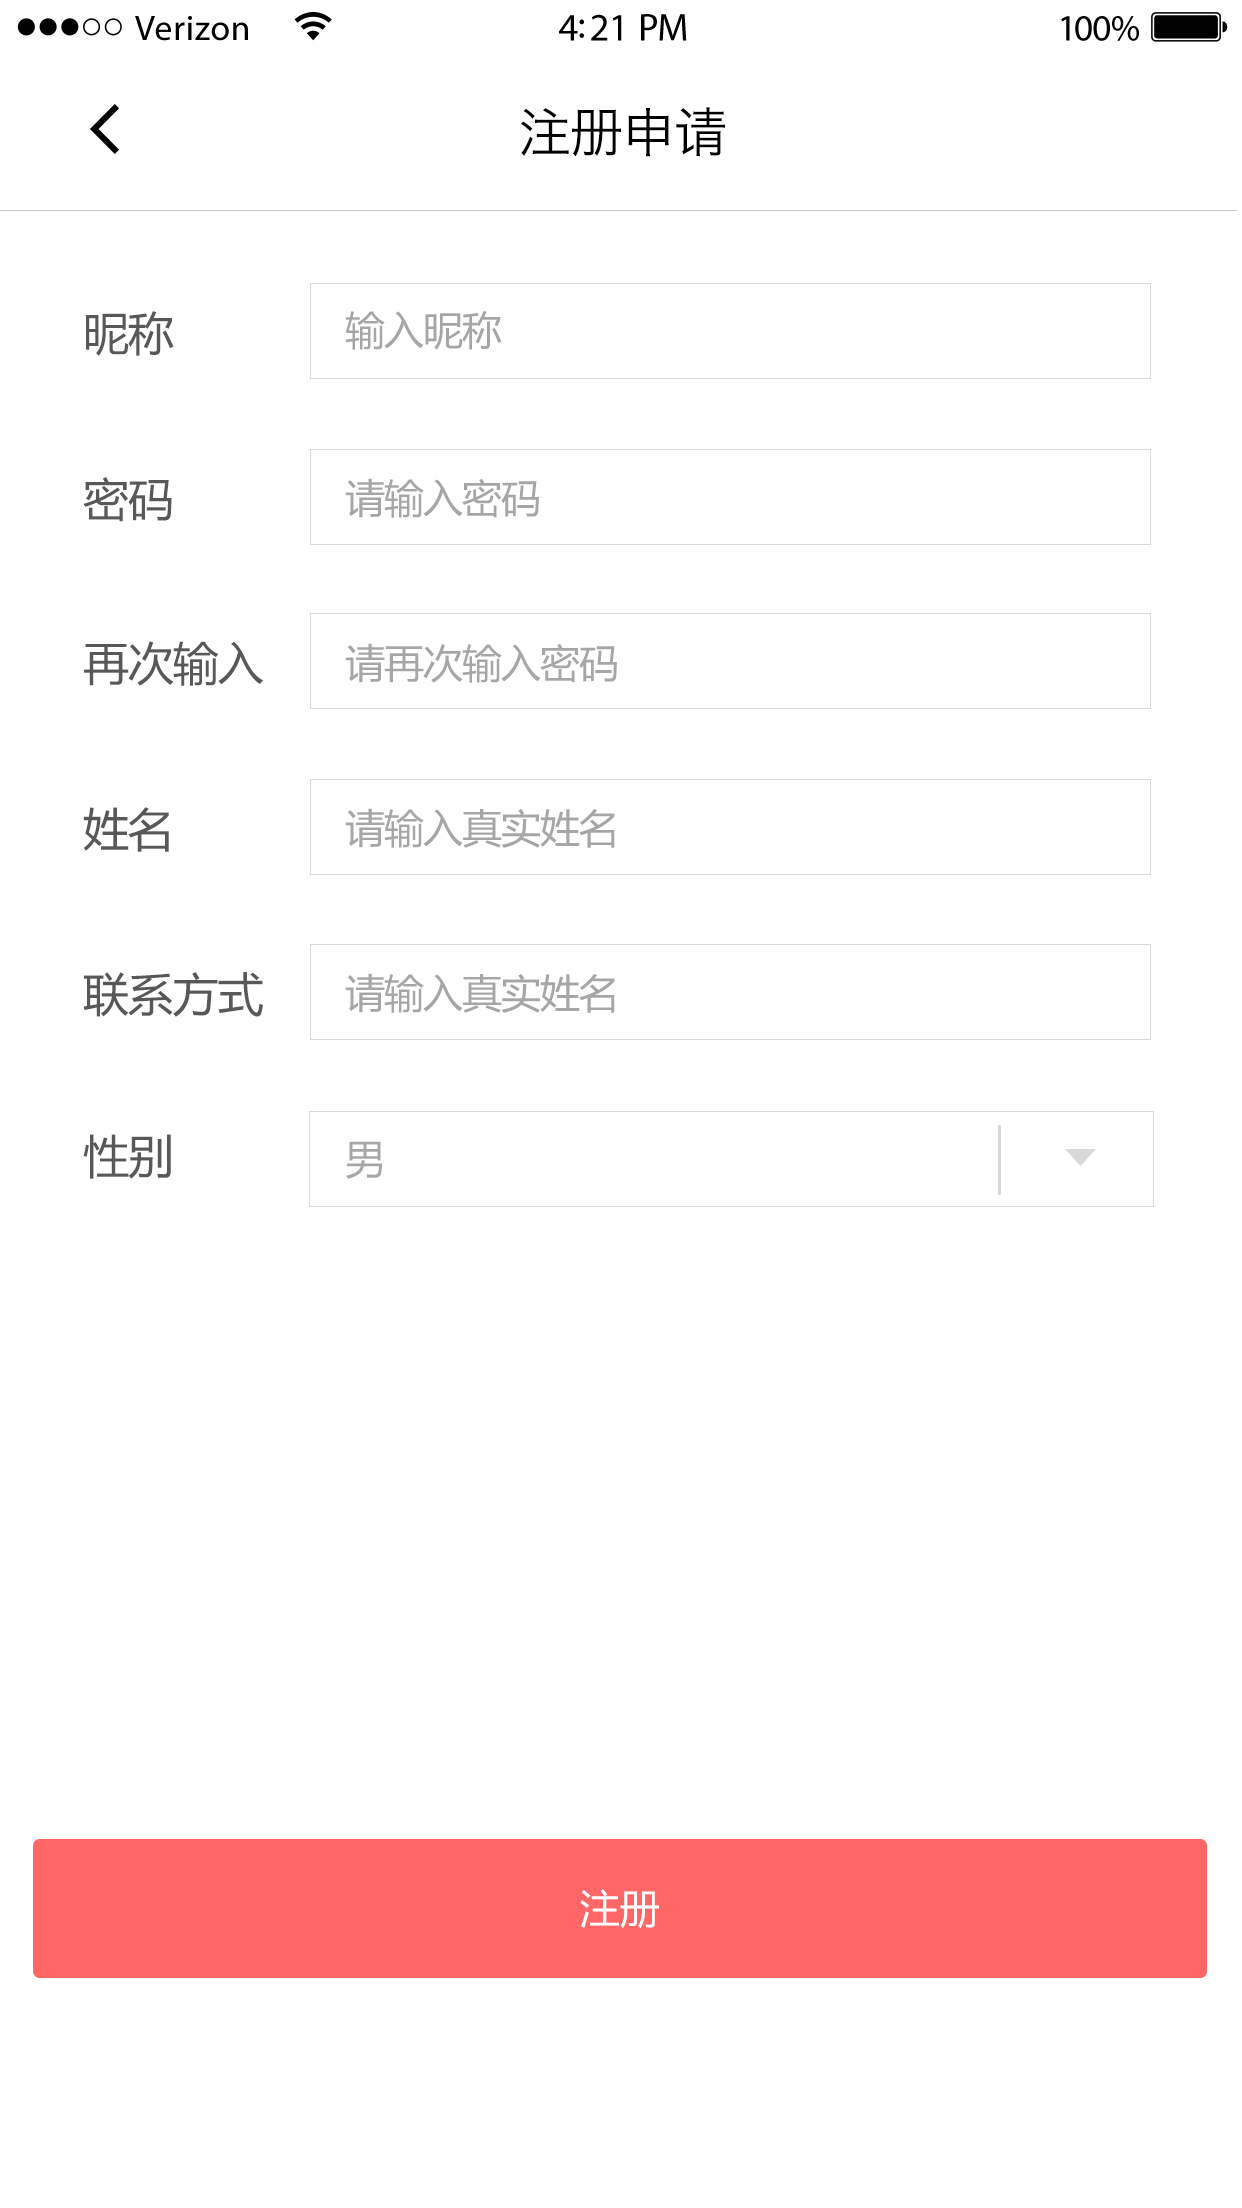 Verizon 4:21 PM 100%
注册申请
昵称 输入昵称
密码 请输入密码
再次输入 请再次输入密码
姓名 请输入真实姓名
联系方式 请输入真实姓名
性别 男
注册